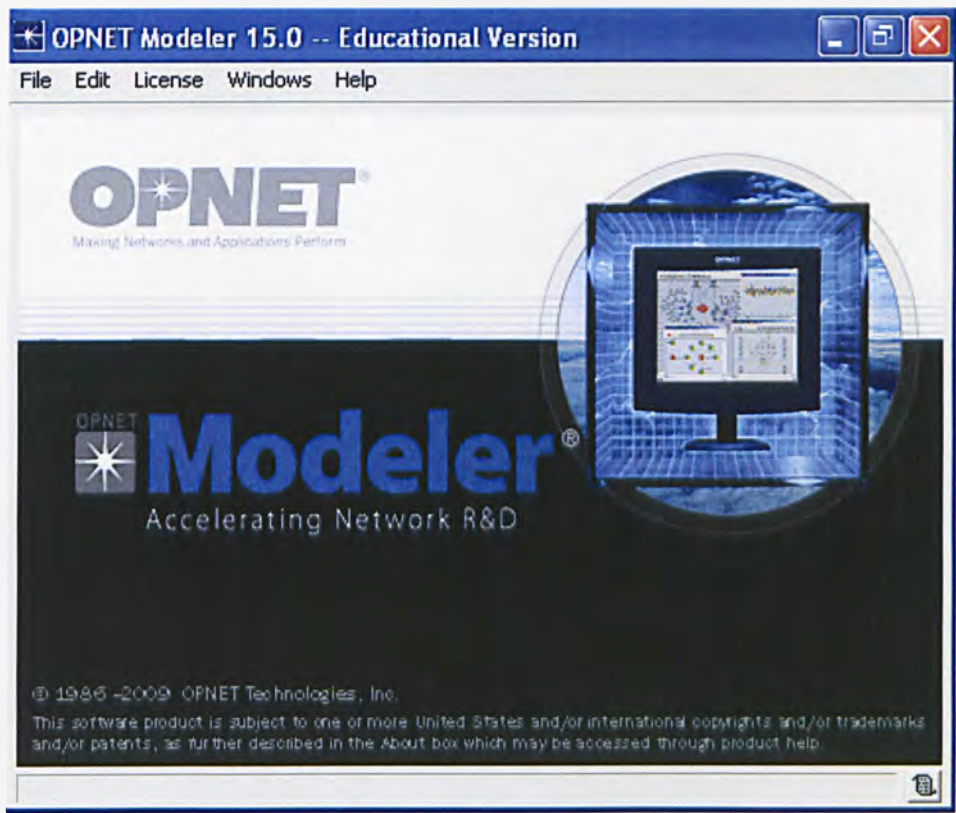 OPNET Modeler 15.0 -- Educational Version
File Edit License Windows Help
OPNET®
Making Networks and Applications Perform
OPNET
OPNET
Modeler®
Accelerating Network R&D
© 1986-2009 OPNET Technologies, Inc.
This software product is subject to one or more United States and/or international copyrights and/or trademarks
and/or patents, as further described in the About box which may be accessed through product help.